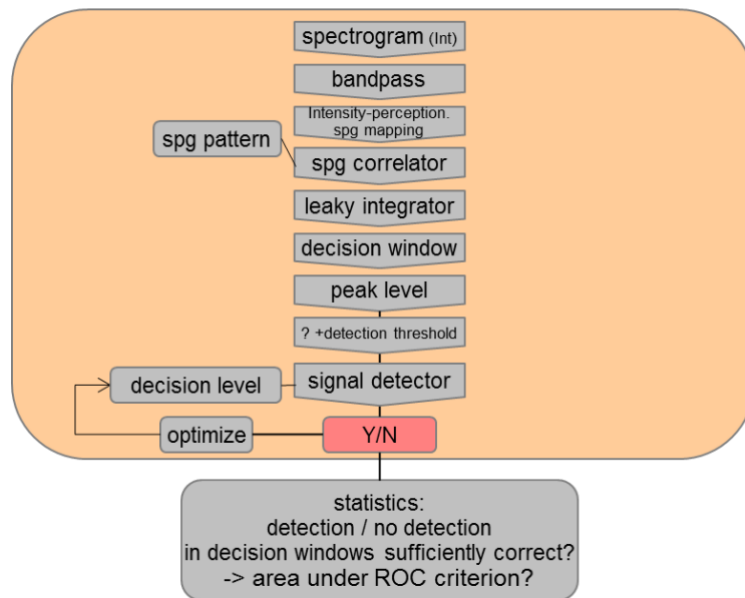 spectrogram (Int)
bandpass
Intensity-perception.
spg mapping
spg pattern
spg correlator
leaky integrator
decision window
peak level
? +detection threshold
decision level
signal detector
optimize
Y/N
statistics:
detection / no detection
in decision windows sufficiently correct?
-> area under ROC criterion?